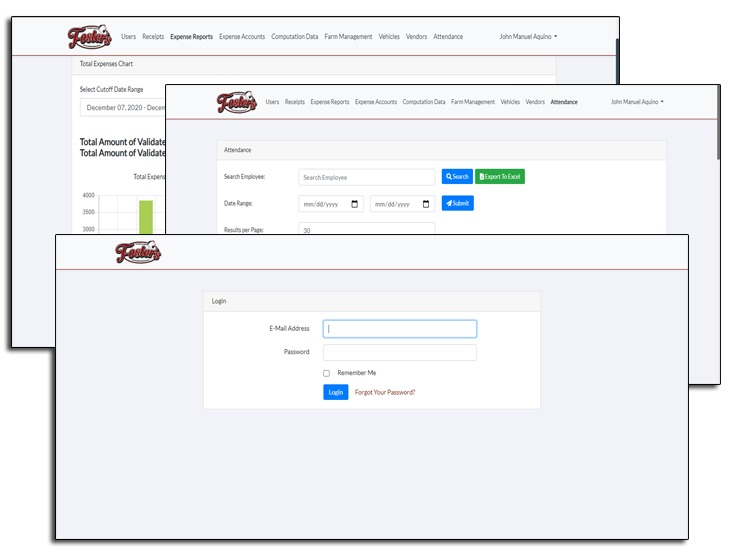 Foster's
Users Receipts Expense Reports Expense Accounts Computation Data Farm Management Vehicles Vendors Attendance John Manuel Aquino
Total Expenses Chart
Select Cutoff Date Range
December 07, 2020 - Decem
Total Amount of Validate
Total Amount of Validate
Total Expens
4000
3500
3000
Foster's
Users Receipts Expense Reports Expense Accounts Computation Data Farm Management Vehicles Vendors Attendance John Manuel Aquino
Attendance
Search Employee: Search Employee Search Export To Excel
Date Range: mm/dd/yyyy mm/dd/yyyy Submit
Results per Page: 30
Foster's
Login
E-Mail Address
Password
Remember Me
Login Forgot Your Password?